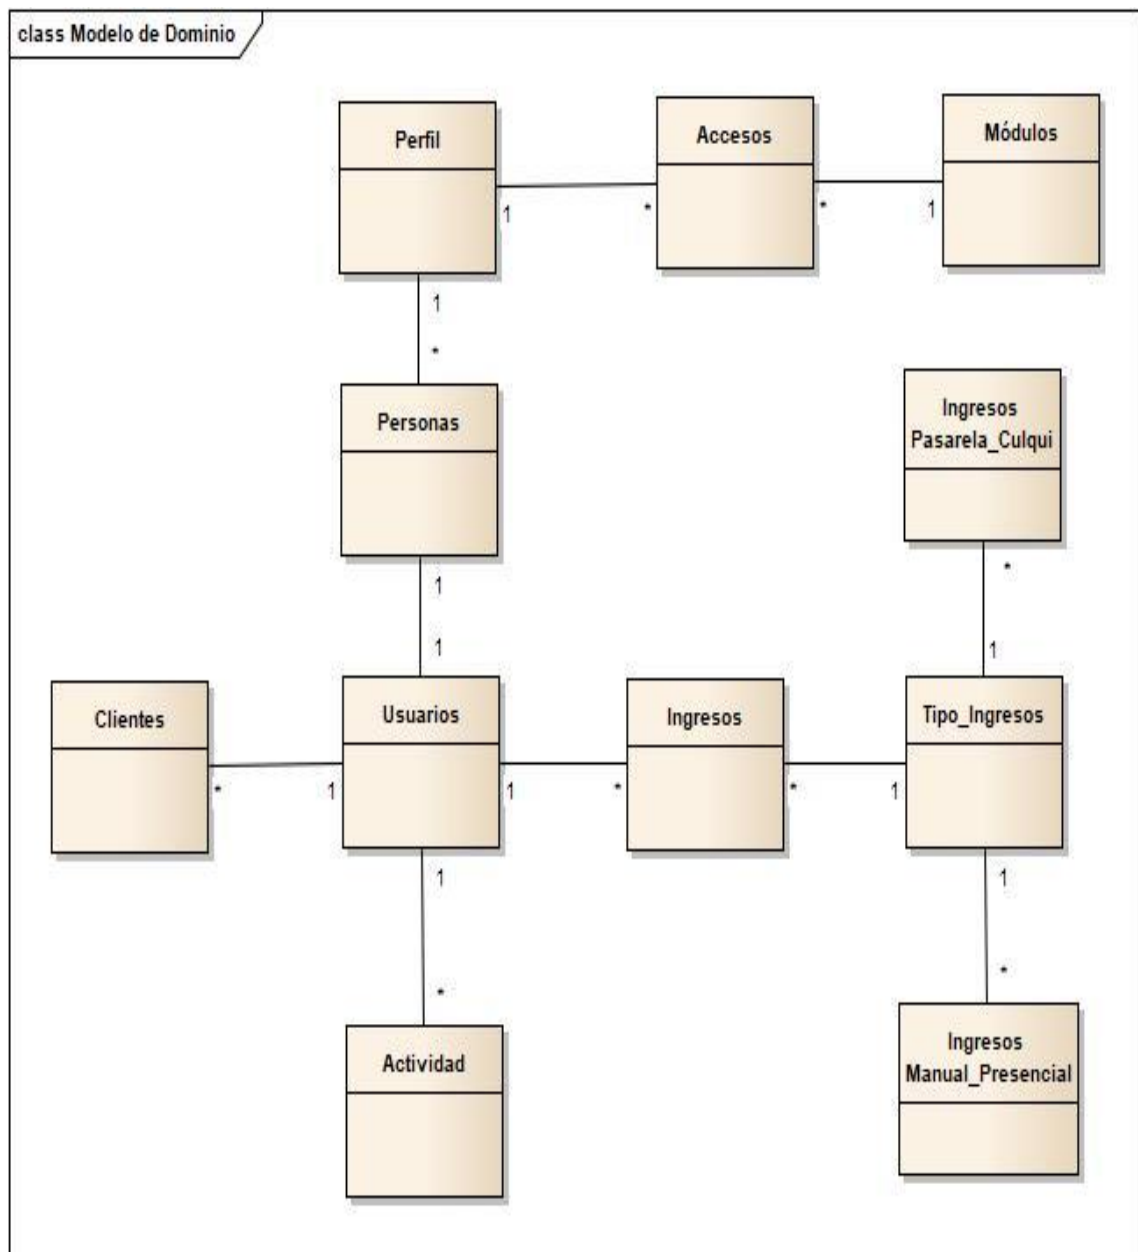 class Modelo de Dominio
Perfil
Accesos
Módulos
1
*
*
1
1
*
Personas
Ingresos
Pasarela_Culqui
1
*
1
1
Clientes
Usuarios
Ingresos
Tipo_Ingresos
*
1
1
*
*
1
1
1
*
*
Actividad
Ingresos
Manual_Presencial